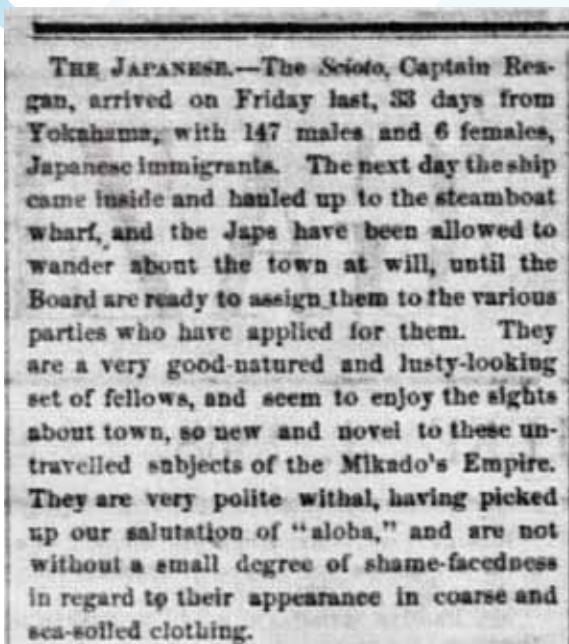 THE JAPANESE.—The Scioto, Captain Rea-
gan, arrived on Friday last, 33 days from
Yokahama, with 147 males and 6 females,
Japanese immigrants. The next day the ship
came inside and hauled up to the steamboat
wharf, and the Japs have been allowed to
wander about the town at will, until the
Board are ready to assign them to the various
parties who have applied for them. They
are a very good-natured and lusty-looking
set of fellows, and seem to enjoy the sights
about town, so new and novel to these un-
travelled subjects of the Mikado's Empire.
They are very polite withal, having picked
up our salutation of "aloha," and are not
without a small degree of shame-facedness
in regard to their appearance in coarse and
sea-soiled clothing.